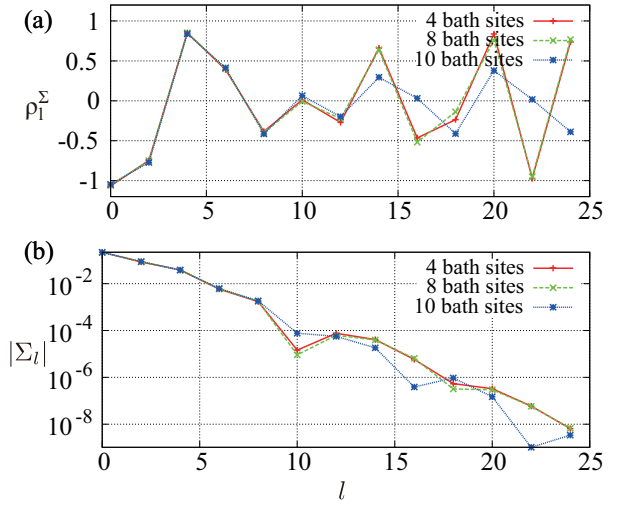 (a)
1
0.5
0
-0.5
-1
ρ_I^Σ
4 bath sites
8 bath sites
10 bath sites
0 5 10 15 20 25
(b)
10^-2
10^-4
10^-6
10^-8
|Σ_l|
4 bath sites
8 bath sites
10 bath sites
0 5 10 15 20 25
l